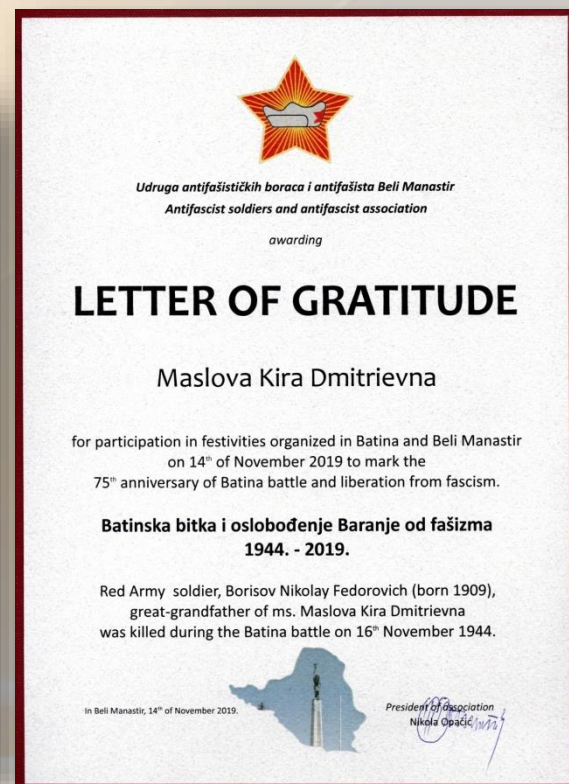 Udruga antifašističkih boraca i antifašista Beli Manastir
Antifascist soldiers and antifascist association
awarding
LETTER OF GRATITUDE
Maslova Kira Dmitrievna
for participation in festivities organized in Batina and Beli Manastir
on 14th of November 2019 to mark the
75th anniversary of Batina battle and liberation from fascism.
Batinska bitka i oslobođenje Baranje od fašizma
1944. - 2019.
Red Army soldier, Borisov Nikolay Fedorovich (born 1909),
great-grandfather of ms. Maslova Kira Dmitrievna
was killed during the Batina battle on 16th November 1944.
In Beli Manastir, 14th of November 2019.
President of association
Nikola Opačić